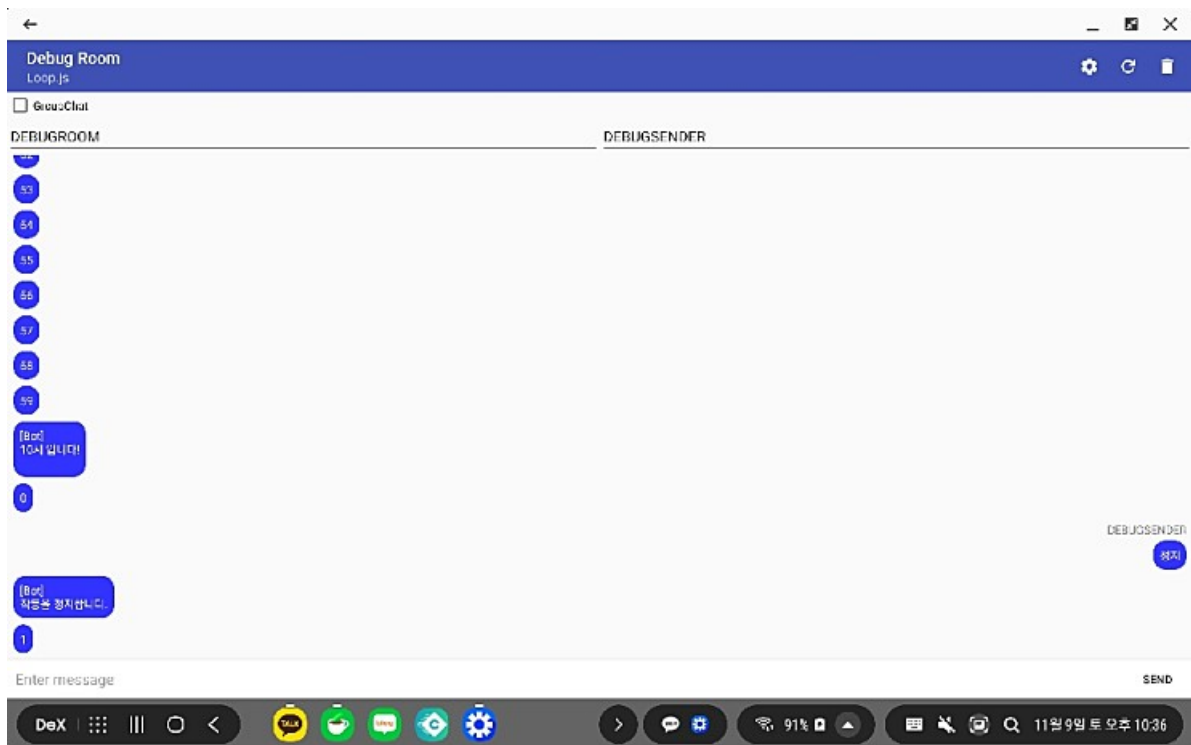 Debug Room
Loop.js
GroupChat
DEBUGROOM
DEBUGSENDER
52
53
54
55
56
57
58
59
[Bot]
10시 입니다!
0
DEBUGSENDER
정지
[Bot]
작동을 정지합니다.
1
Enter message
SEND
DeX
TALK
91%
11월 9일 토 오후 10:36